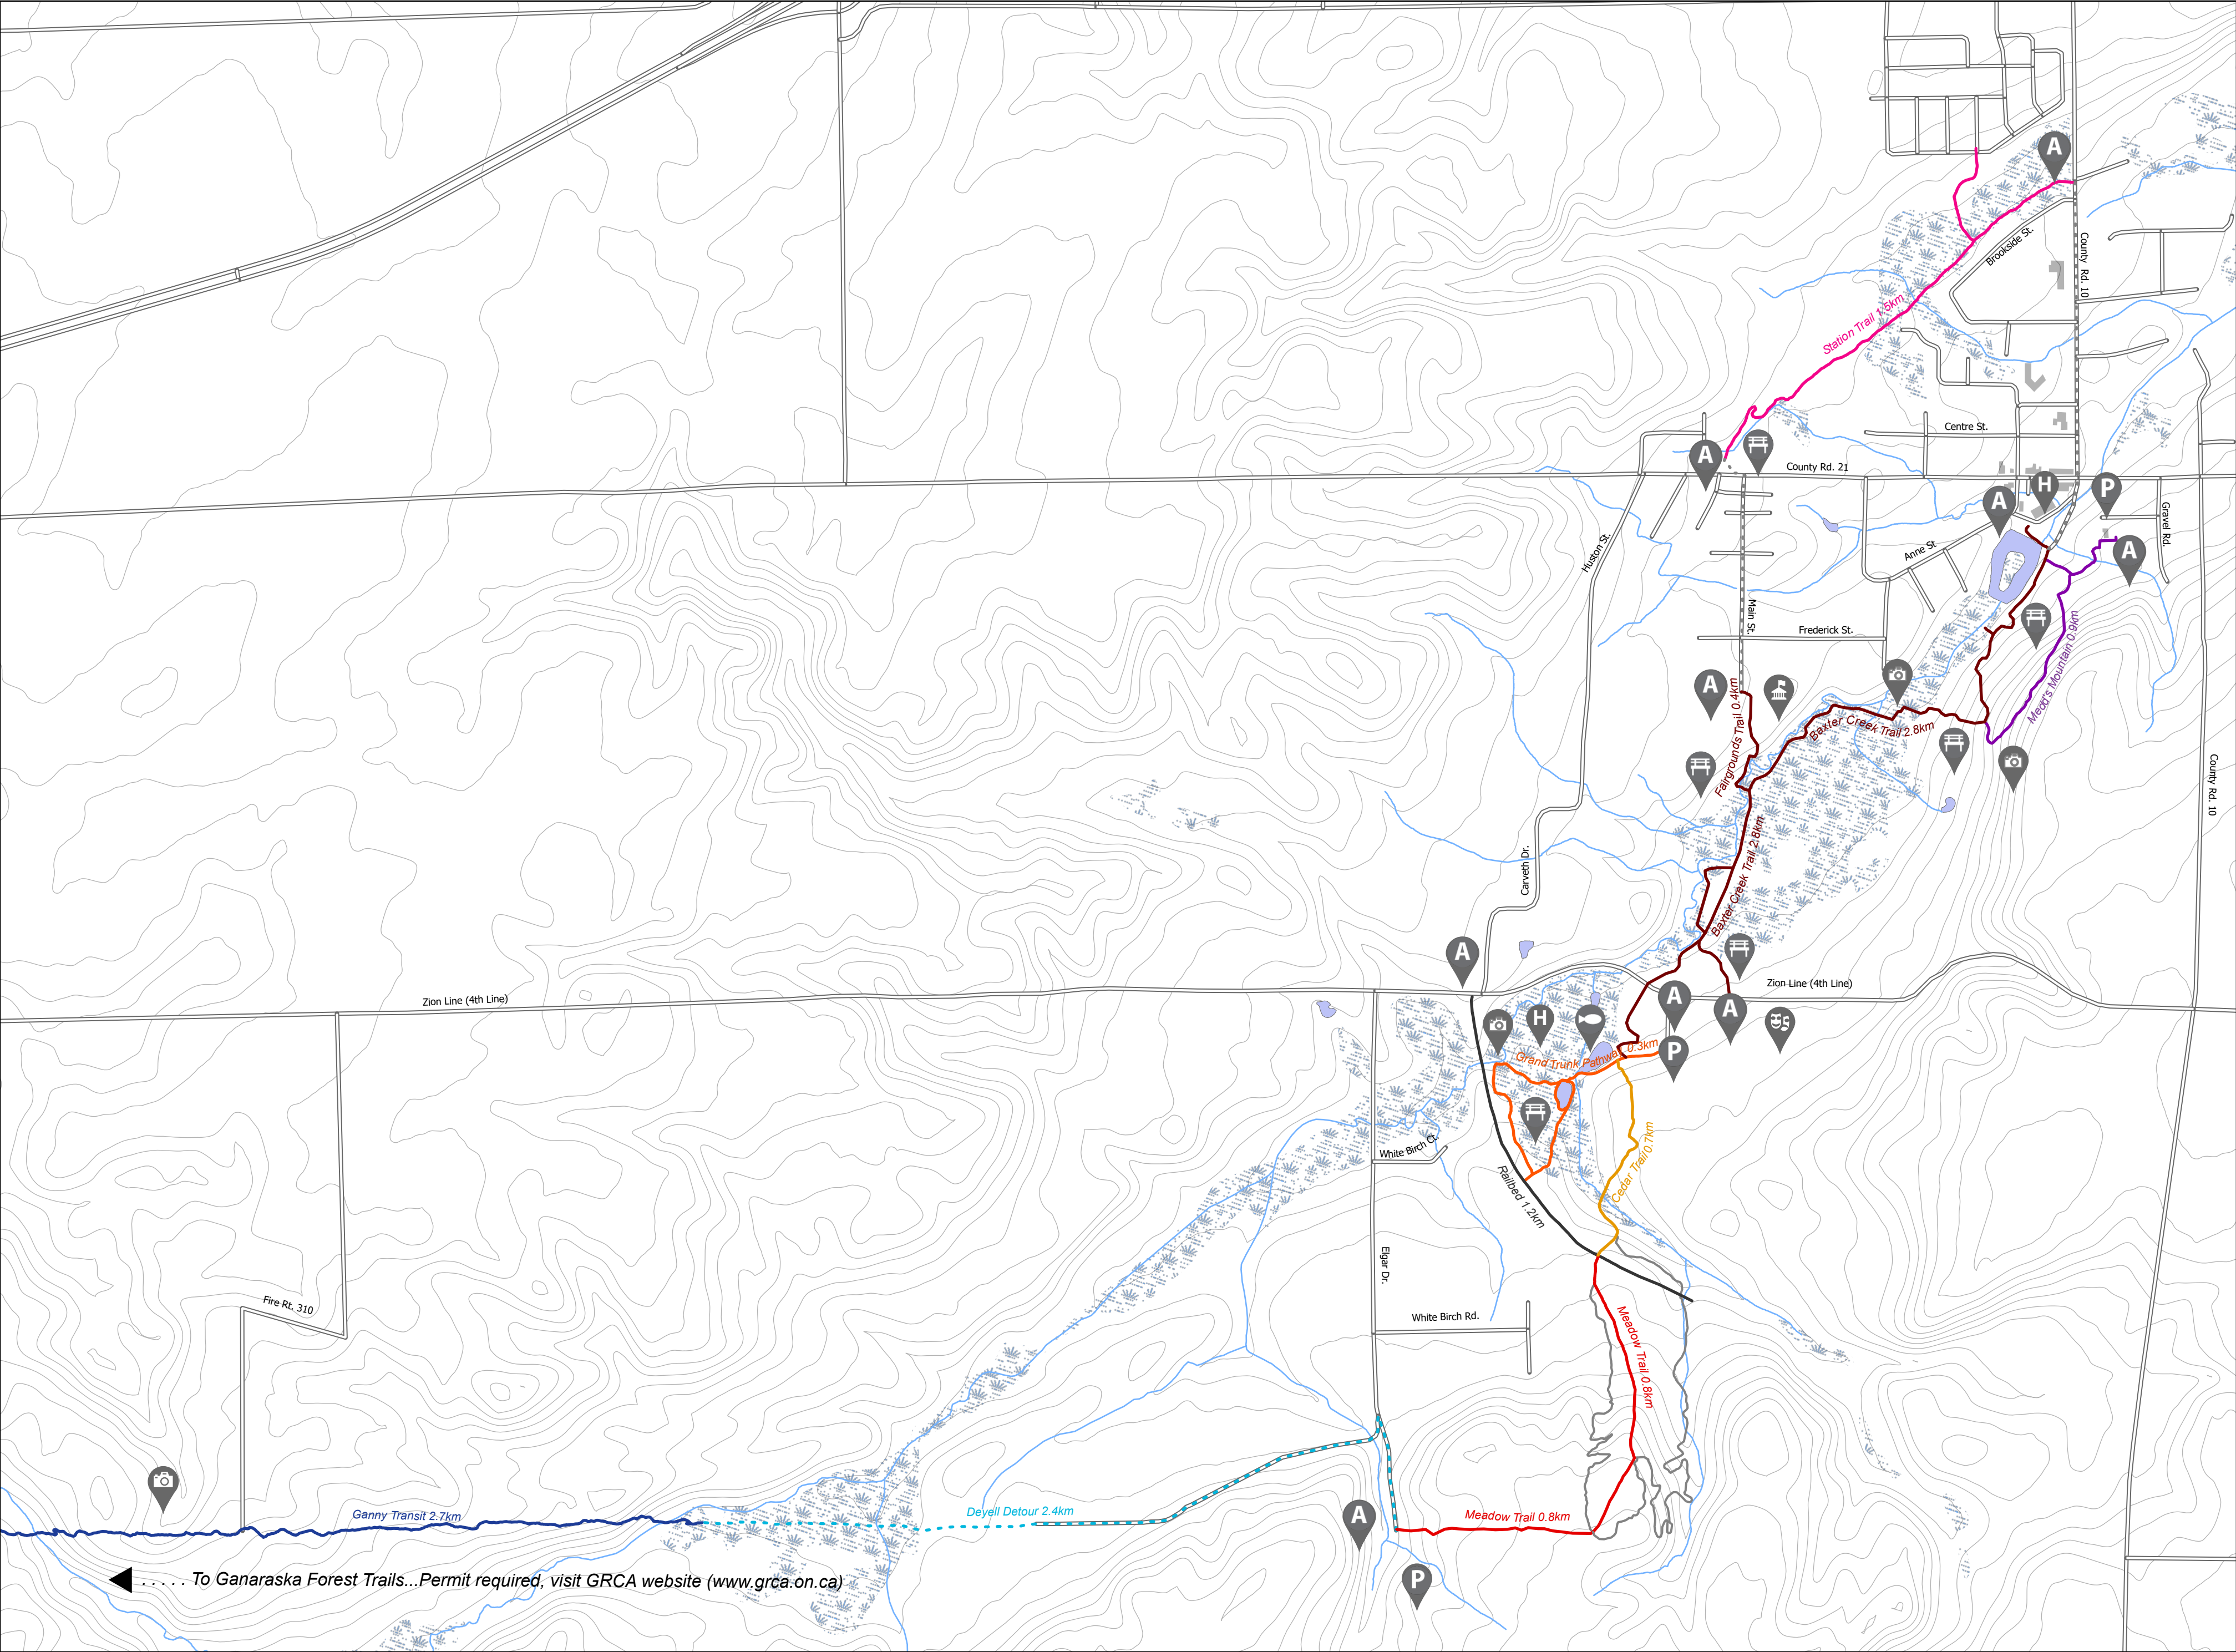 A
County Rd. 10
Brookside St.
Station Trail 1.5km
Centre St.
County Rd. 21
A
A
H
P
Gravel Rd.
Anne St
A
Huston St.
Main St.
Frederick St.
Medd's Mountain 0.9km
A
Fairgrounds Trail 0.4km
Baxter Creek Trail 2.8km
County Rd. 10
Carveth Dr.
Baxter Creek Trail 2.8km
A
Zion Line (4th Line)
Zion Line (4th Line)
A
A
H
P
Grand Trunk Pathway 0.3km
White Birch Ct.
Cedar Trail 0.7km
Railbed 1.2km
Elgar Dr.
Fire Rt. 310
White Birch Rd.
Meadow Trail 0.8km
Ganny Transit 2.7km
Deyell Detour 2.4km
A
Meadow Trail 0.8km
P
..... To Ganaraska Forest Trails...Permit required, visit GRCA website (www.grca.on.ca)